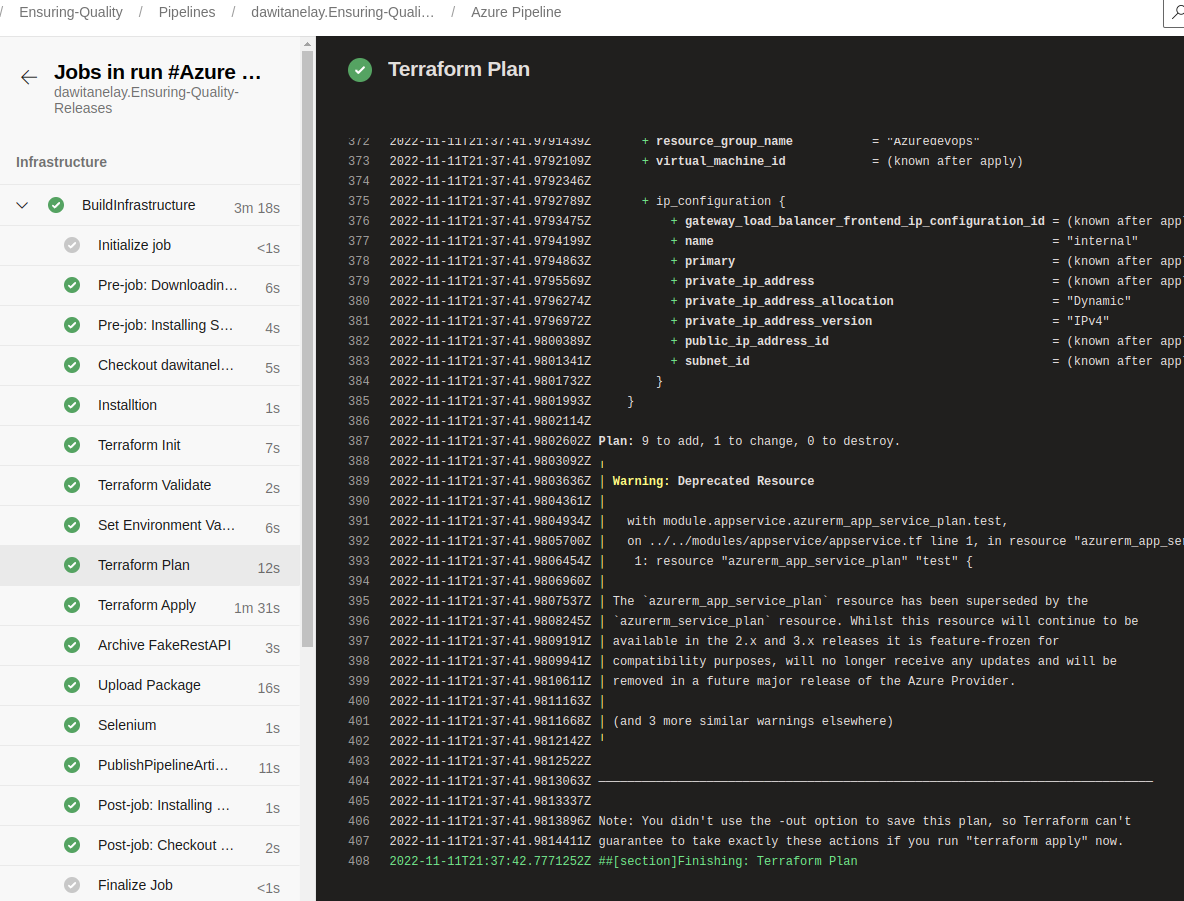 / Ensuring-Quality / Pipelines / dawitanelay.Ensuring-Quali… / Azure Pipeline
Jobs in run #Azure …
dawitanelay.Ensuring-Quality-
Releases
Infrastructure
BuildInfrastructure 3m 18s
Initialize job <1s
Pre-job: Downloadin… 6s
Pre-job: Installing S… 4s
Checkout dawitanel… 5s
Installtion 1s
Terraform Init 7s
Terraform Validate 2s
Set Environment Va… 6s
Terraform Plan 12s
Terraform Apply 1m 31s
Archive FakeRestAPI 3s
Upload Package 16s
Selenium 1s
PublishPipelineArti… 11s
Post-job: Installing … 1s
Post-job: Checkout … 2s
Finalize Job <1s
Terraform Plan
372 2022-11-11T21:37:41.9791439Z + resource_group_name = "Azuredevops"
373 2022-11-11T21:37:41.9792109Z + virtual_machine_id = (known after apply)
374 2022-11-11T21:37:41.9792346Z
375 2022-11-11T21:37:41.9792789Z + ip_configuration {
376 2022-11-11T21:37:41.9793475Z + gateway_load_balancer_frontend_ip_configuration_id = (known after appl
377 2022-11-11T21:37:41.9794199Z + name = "internal"
378 2022-11-11T21:37:41.9794863Z + primary = (known after appl
379 2022-11-11T21:37:41.9795569Z + private_ip_address = (known after appl
380 2022-11-11T21:37:41.9796274Z + private_ip_address_allocation = "Dynamic"
381 2022-11-11T21:37:41.9796972Z + private_ip_address_version = "IPv4"
382 2022-11-11T21:37:41.9800389Z + public_ip_address_id = (known after appl
383 2022-11-11T21:37:41.9801341Z + subnet_id = (known after appl
384 2022-11-11T21:37:41.9801732Z }
385 2022-11-11T21:37:41.9801993Z }
386 2022-11-11T21:37:41.9802114Z
387 2022-11-11T21:37:41.9802602Z Plan: 9 to add, 1 to change, 0 to destroy.
388 2022-11-11T21:37:41.9803092Z ╷
389 2022-11-11T21:37:41.9803636Z │ Warning: Deprecated Resource
390 2022-11-11T21:37:41.9804361Z │
391 2022-11-11T21:37:41.9804934Z │ with module.appservice.azurerm_app_service_plan.test,
392 2022-11-11T21:37:41.9805700Z │ on ../../modules/appservice/appservice.tf line 1, in resource "azurerm_app_ser
393 2022-11-11T21:37:41.9806454Z │ 1: resource "azurerm_app_service_plan" "test" {
394 2022-11-11T21:37:41.9806960Z │
395 2022-11-11T21:37:41.9807537Z │ The `azurerm_app_service_plan` resource has been superseded by the
396 2022-11-11T21:37:41.9808245Z │ `azurerm_service_plan` resource. Whilst this resource will continue to be
397 2022-11-11T21:37:41.9809191Z │ available in the 2.x and 3.x releases it is feature-frozen for
398 2022-11-11T21:37:41.9809941Z │ compatibility purposes, will no longer receive any updates and will be
399 2022-11-11T21:37:41.9810611Z │ removed in a future major release of the Azure Provider.
400 2022-11-11T21:37:41.9811163Z │
401 2022-11-11T21:37:41.9811668Z │ (and 3 more similar warnings elsewhere)
402 2022-11-11T21:37:41.9812142Z ╵
403 2022-11-11T21:37:41.9812522Z
404 2022-11-11T21:37:41.9813063Z ─────────────────────────────────────────────────────────────────────────────
405 2022-11-11T21:37:41.9813337Z
406 2022-11-11T21:37:41.9813896Z Note: You didn't use the -out option to save this plan, so Terraform can't
407 2022-11-11T21:37:41.9814411Z guarantee to take exactly these actions if you run "terraform apply" now.
408 2022-11-11T21:37:42.7771252Z ##[section]Finishing: Terraform Plan